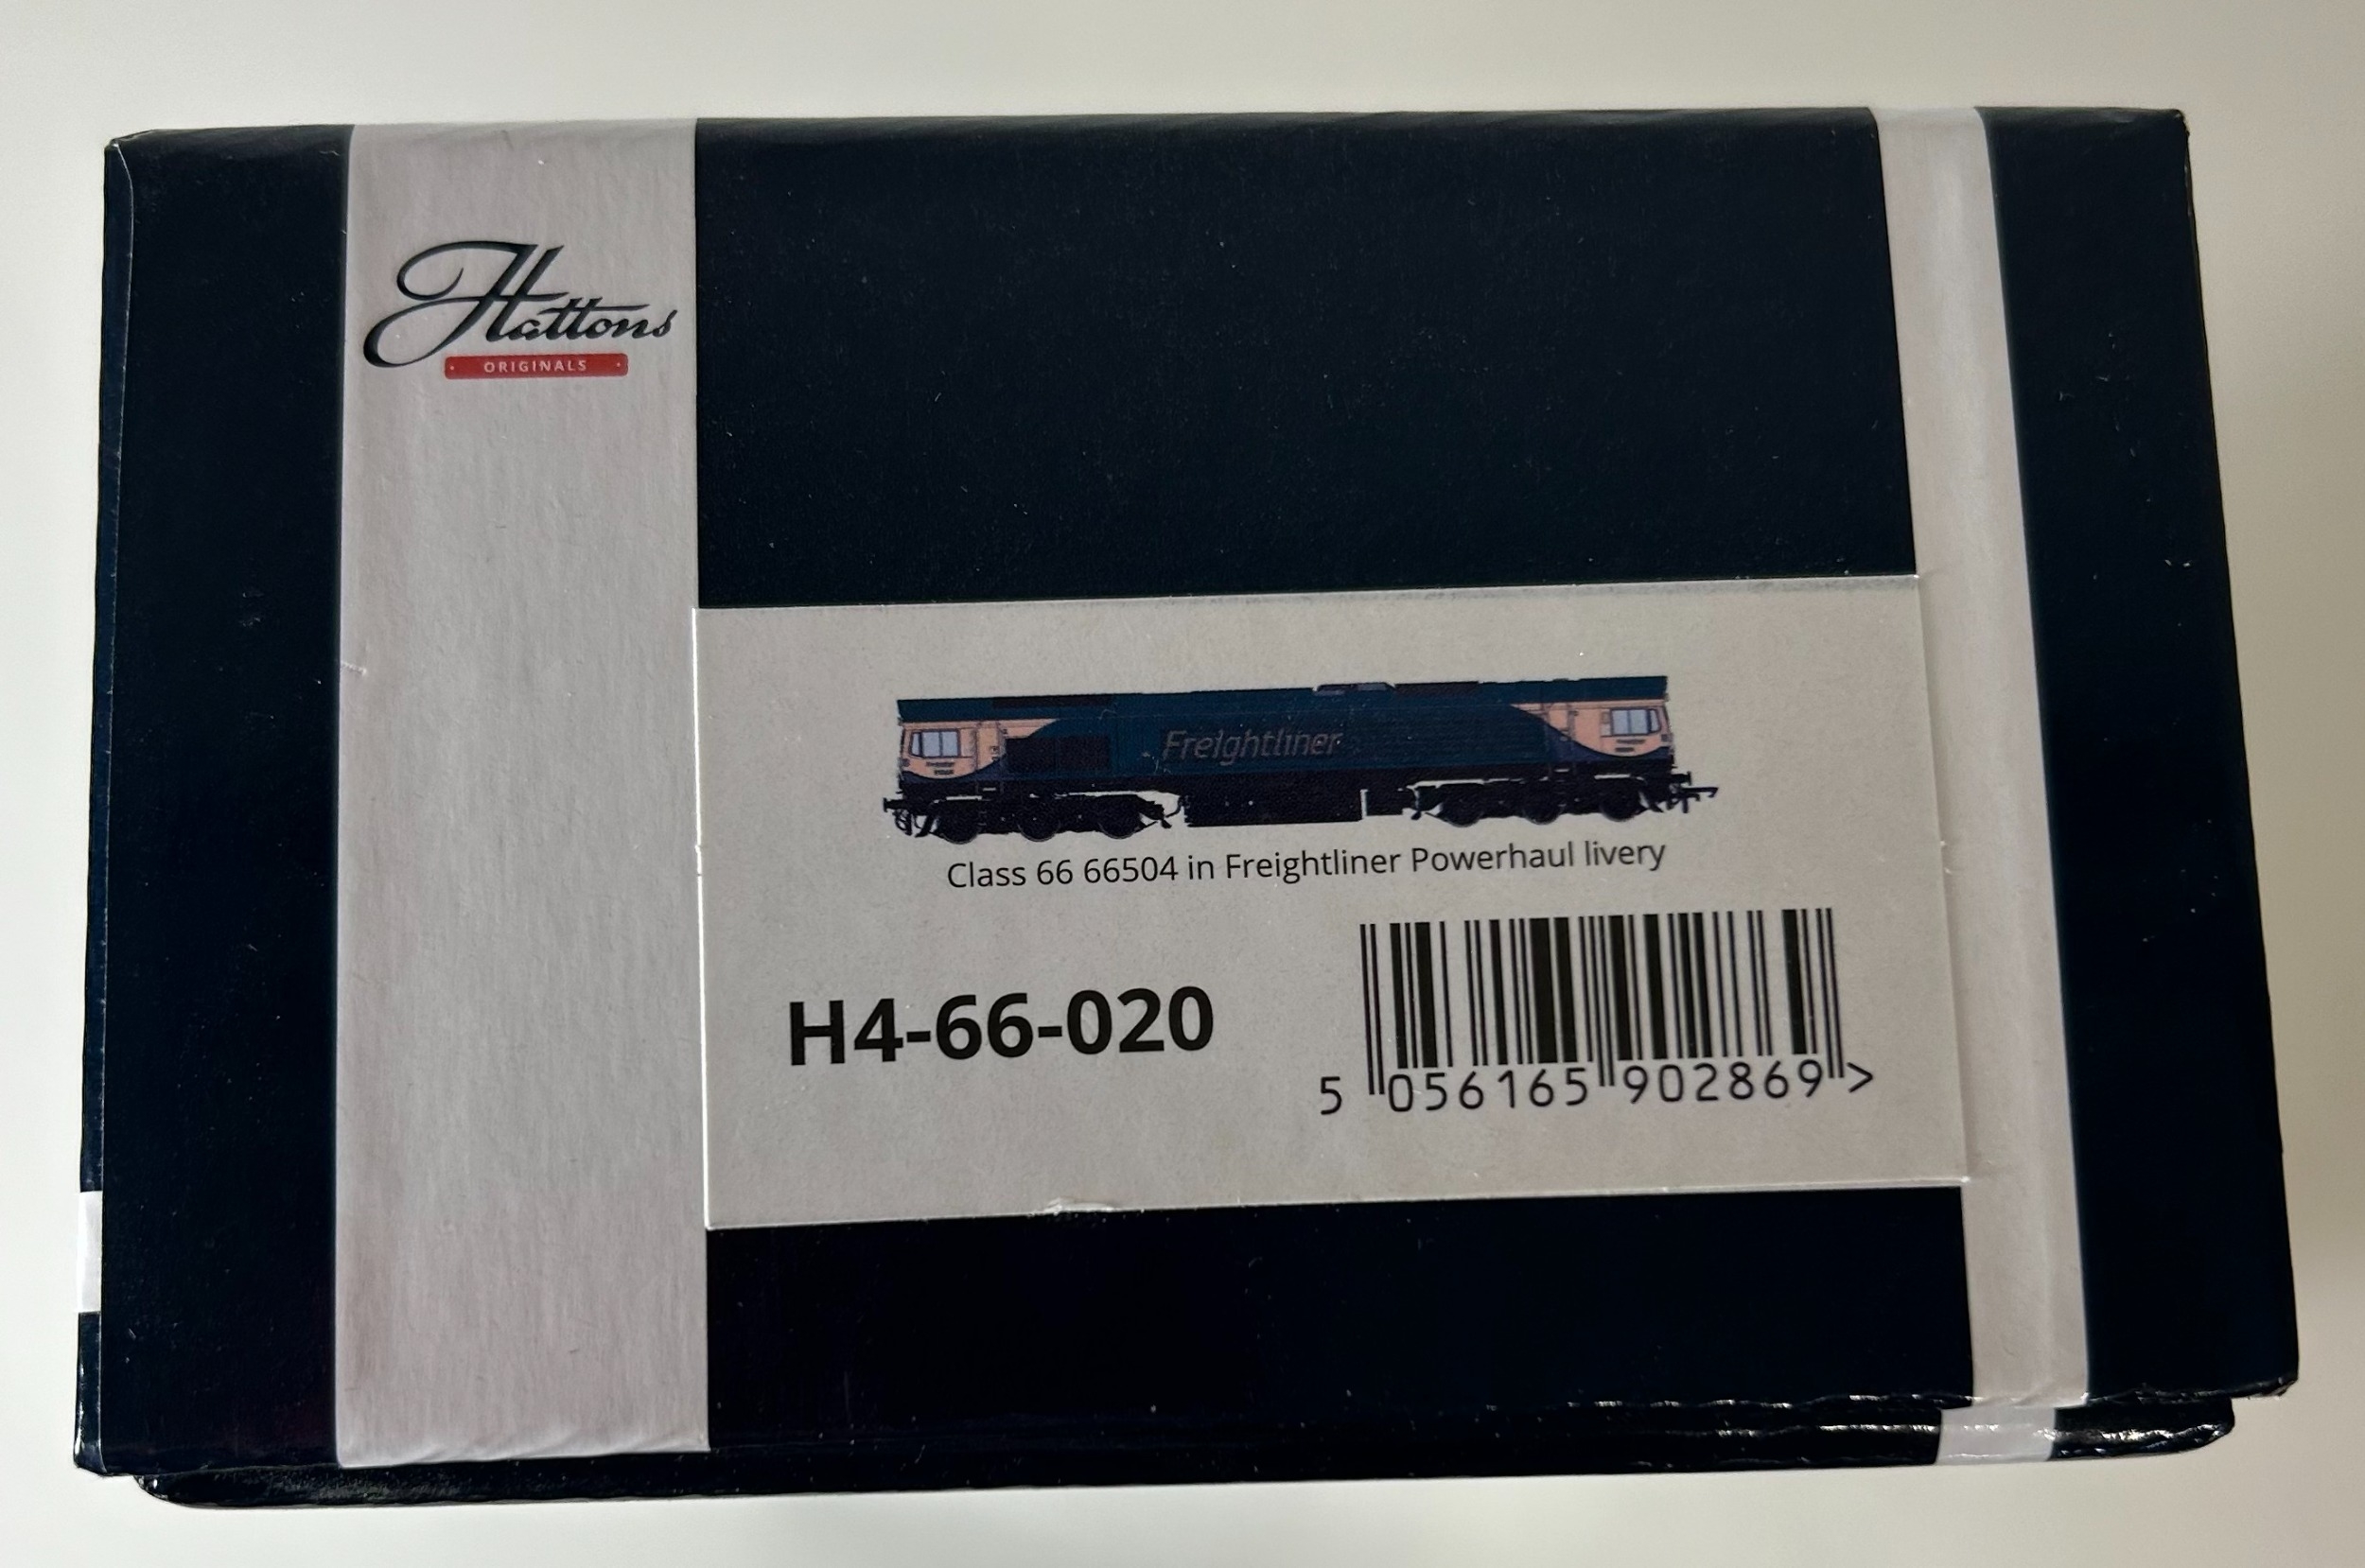 Hattons
ORIGINALS
Freightliner
Class 66 66504 in Freightliner Powerhaul livery
H4-66-020
5 056165 902869 >